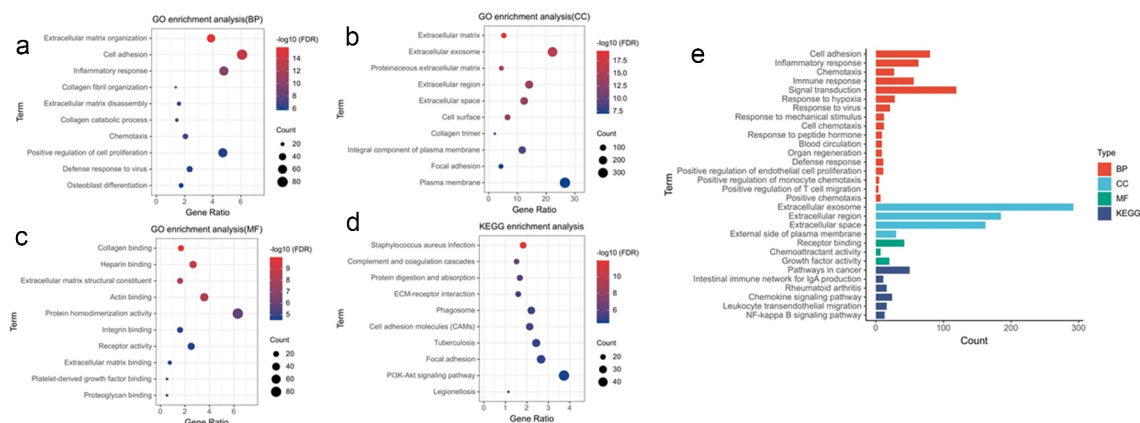 a
GO enrichment analysis(BP)
Term
Extracellular matrix organization
Cell adhesion
Inflammatory response
Collagen fibril organization
Extracellular matrix disassembly
Collagen catabolic process
Chemotaxis
Positive regulation of cell proliferation
Defense response to virus
Osteoblast differentiation
0 2 4 6
Gene Ratio
-log10 (FDR)
14
12
10
8
6
Count
20
40
60
80
b
GO enrichment analysis(CC)
Term
Extracellular matrix
Extracellular exosome
Proteinaceous extracellular matrix
Extracellular region
Extracellular space
Cell surface
Collagen trimer
Integral component of plasma membrane
Focal adhesion
Plasma membrane
0 10 20 30
Gene Ratio
-log10 (FDR)
17.5
15.0
12.5
10.0
7.5
Count
100
200
300
c
GO enrichment analysis(MF)
Term
Collagen binding
Heparin binding
Extracellular matrix structural constituent
Actin binding
Protein homodimerization activity
Integrin binding
Receptor activity
Extracellular matrix binding
Platelet-derived growth factor binding
Proteoglycan binding
0 2 4 6
Gene Ratio
-log10 (FDR)
9
8
7
6
5
Count
20
40
60
80
d
KEGG enrichment analysis
Term
Staphylococcus aureus infection
Complement and coagulation cascades
Protein digestion and absorption
ECM-receptor interaction
Phagosome
Cell adhesion molecules (CAMs)
Tuberculosis
Focal adhesion
PI3K-Akt signaling pathway
Legionellosis
0 1 2 3 4
Gene Ratio
-log10 (FDR)
10
8
6
Count
20
30
40
e
Term
Cell adhesion
Inflammatory response
Chemotaxis
Immune response
Signal transduction
Response to hypoxia
Response to virus
Response to mechanical stimulus
Cell chemotaxis
Response to peptide hormone
Blood circulation
Organ regeneration
Defense response
Positive regulation of endothelial cell proliferation
Positive regulation of monocyte chemotaxis
Positive regulation of T cell migration
Positive chemotaxis
Extracellular exosome
Extracellular region
Extracellular space
External side of plasma membrane
Receptor binding
Chemoattractant activity
Growth factor activity
Pathways in cancer
Intestinal immune network for IgA production
Rheumatoid arthritis
Chemokine signaling pathway
Leukocyte transendothelial migration
NF-kappa B signaling pathway
0 100 200 300
Count
Type
BP
CC
MF
KEGG